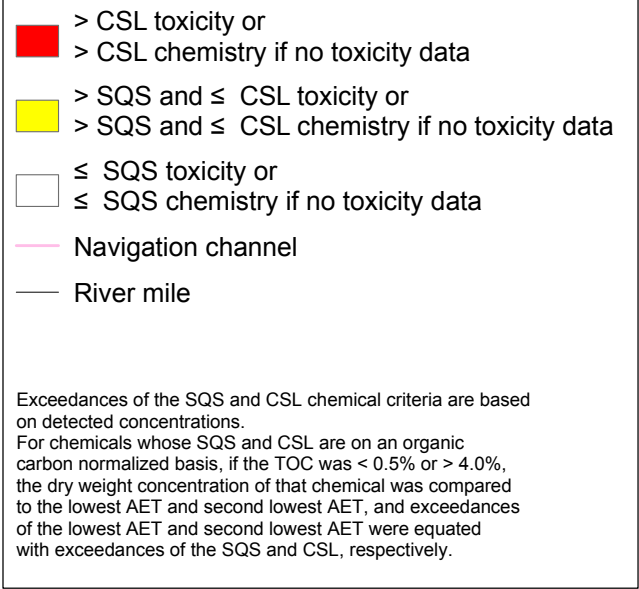 > CSL toxicity or
> CSL chemistry if no toxicity data
> SQS and ≤ CSL toxicity or
> SQS and ≤ CSL chemistry if no toxicity data
≤ SQS toxicity or
≤ SQS chemistry if no toxicity data
Navigation channel
River mile
Exceedances of the SQS and CSL chemical criteria are based
on detected concentrations.
For chemicals whose SQS and CSL are on an organic
carbon normalized basis, if the TOC was < 0.5% or > 4.0%,
the dry weight concentration of that chemical was compared
to the lowest AET and second lowest AET, and exceedances
of the lowest AET and second lowest AET were equated
with exceedances of the SQS and CSL, respectively.